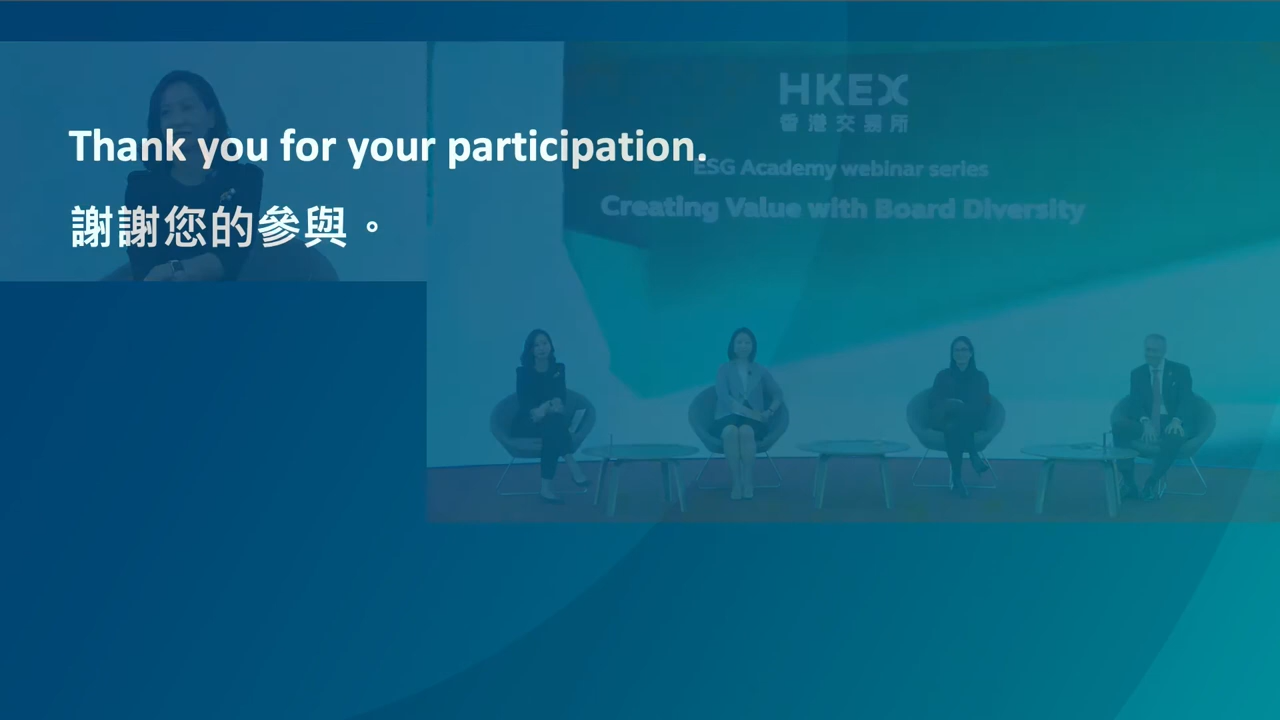 Thank you for your participation.
謝謝您的參與。
HKEX
香港交易所
ESG Academy webinar series
Creating Value with Board Diversity